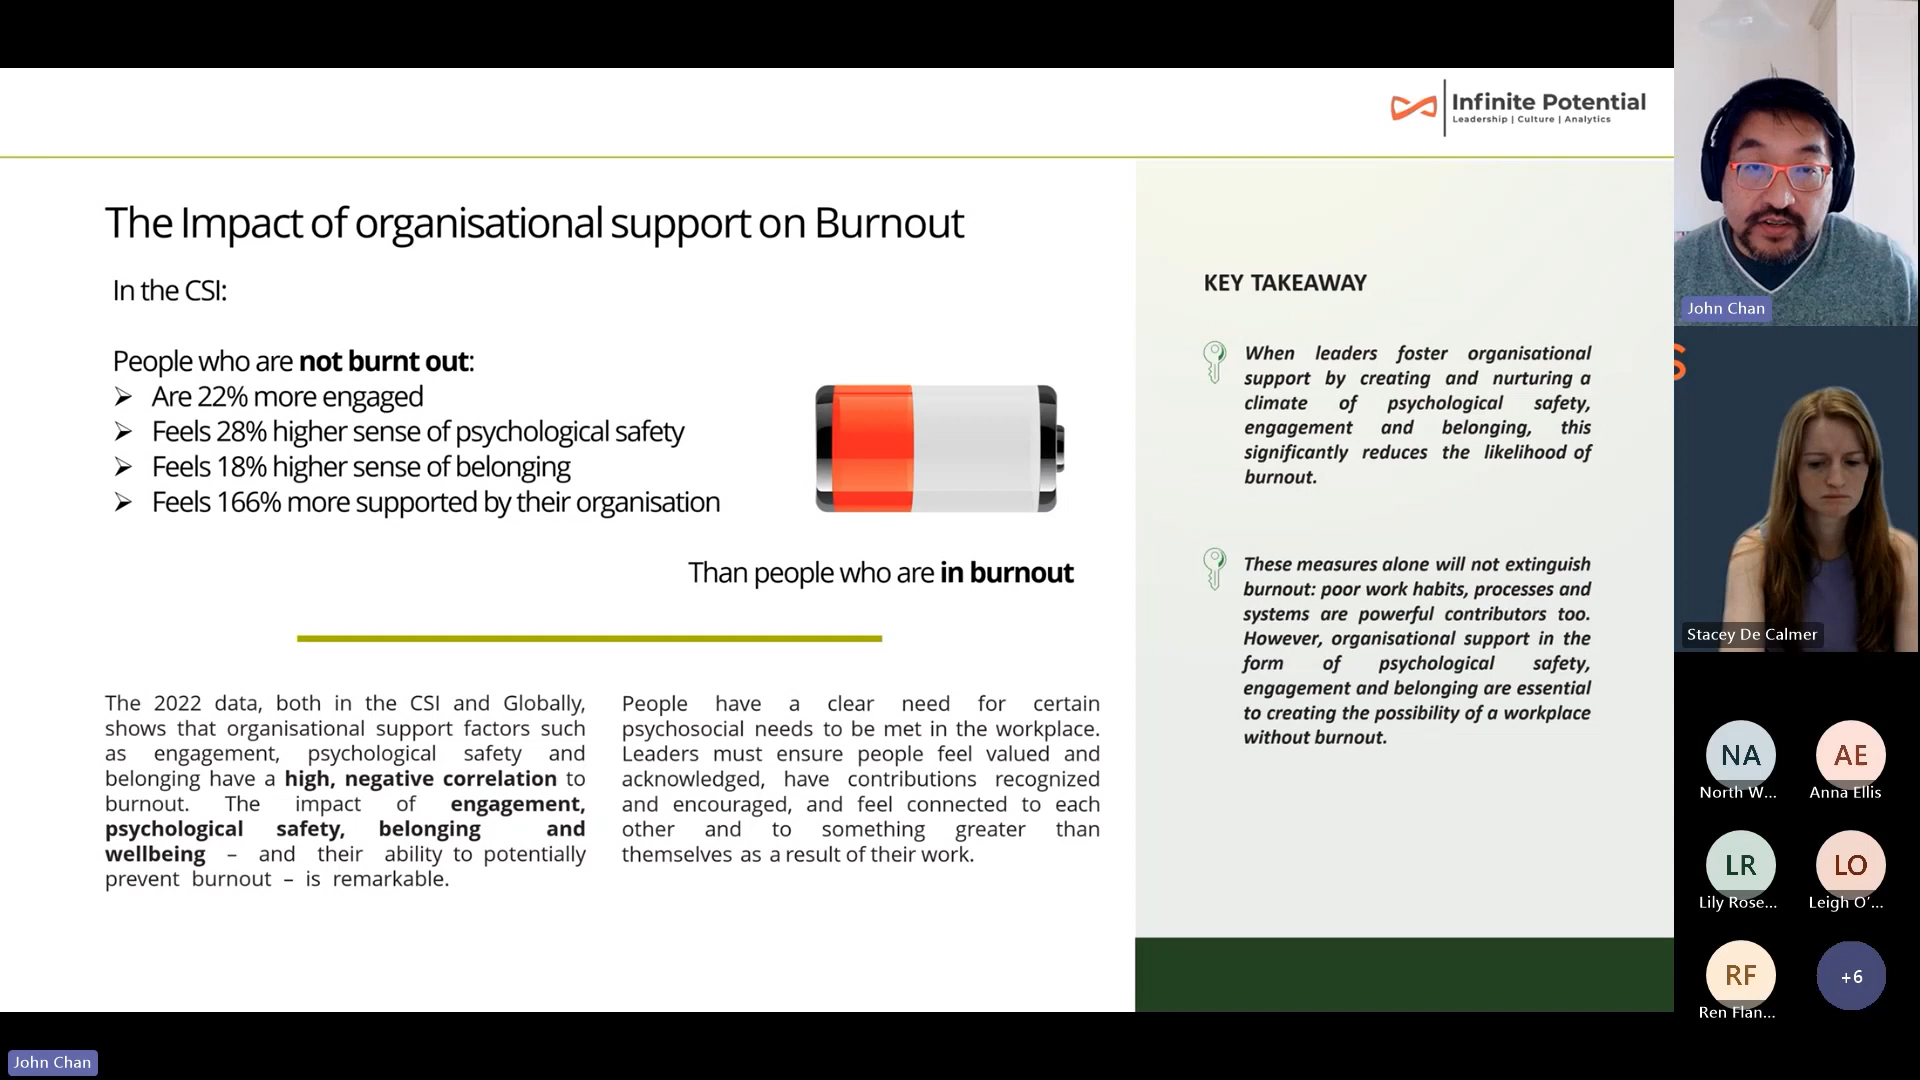 Infinite Potential
Leadership | Culture | Analytics
The Impact of organisational support on Burnout
In the CSI:
People who are not burnt out:
Are 22% more engaged
Feels 28% higher sense of psychological safety
Feels 18% higher sense of belonging
Feels 166% more supported by their organisation
Than people who are in burnout
The 2022 data, both in the CSI and Globally,
shows that organisational support factors such
as engagement, psychological safety and
belonging have a high, negative correlation to
burnout. The impact of engagement,
psychological safety, belonging and
wellbeing – and their ability to potentially
prevent burnout – is remarkable.
People have a clear need for certain
psychosocial needs to be met in the workplace.
Leaders must ensure people feel valued and
acknowledged, have contributions recognized
and encouraged, and feel connected to each
other and to something greater than
themselves as a result of their work.
KEY TAKEAWAY
When leaders foster organisational
support by creating and nurturing a
climate of psychological safety,
engagement and belonging, this
significantly reduces the likelihood of
burnout.
These measures alone will not extinguish
burnout: poor work habits, processes and
systems are powerful contributors too.
However, organisational support in the
form of psychological safety,
engagement and belonging are essential
to creating the possibility of a workplace
without burnout.
John Chan
S
Stacey De Calmer
NA
North W...
AE
Anna Ellis
LR
Lily Rose...
LO
Leigh O'...
RF
Ren Flan...
+6
John Chan